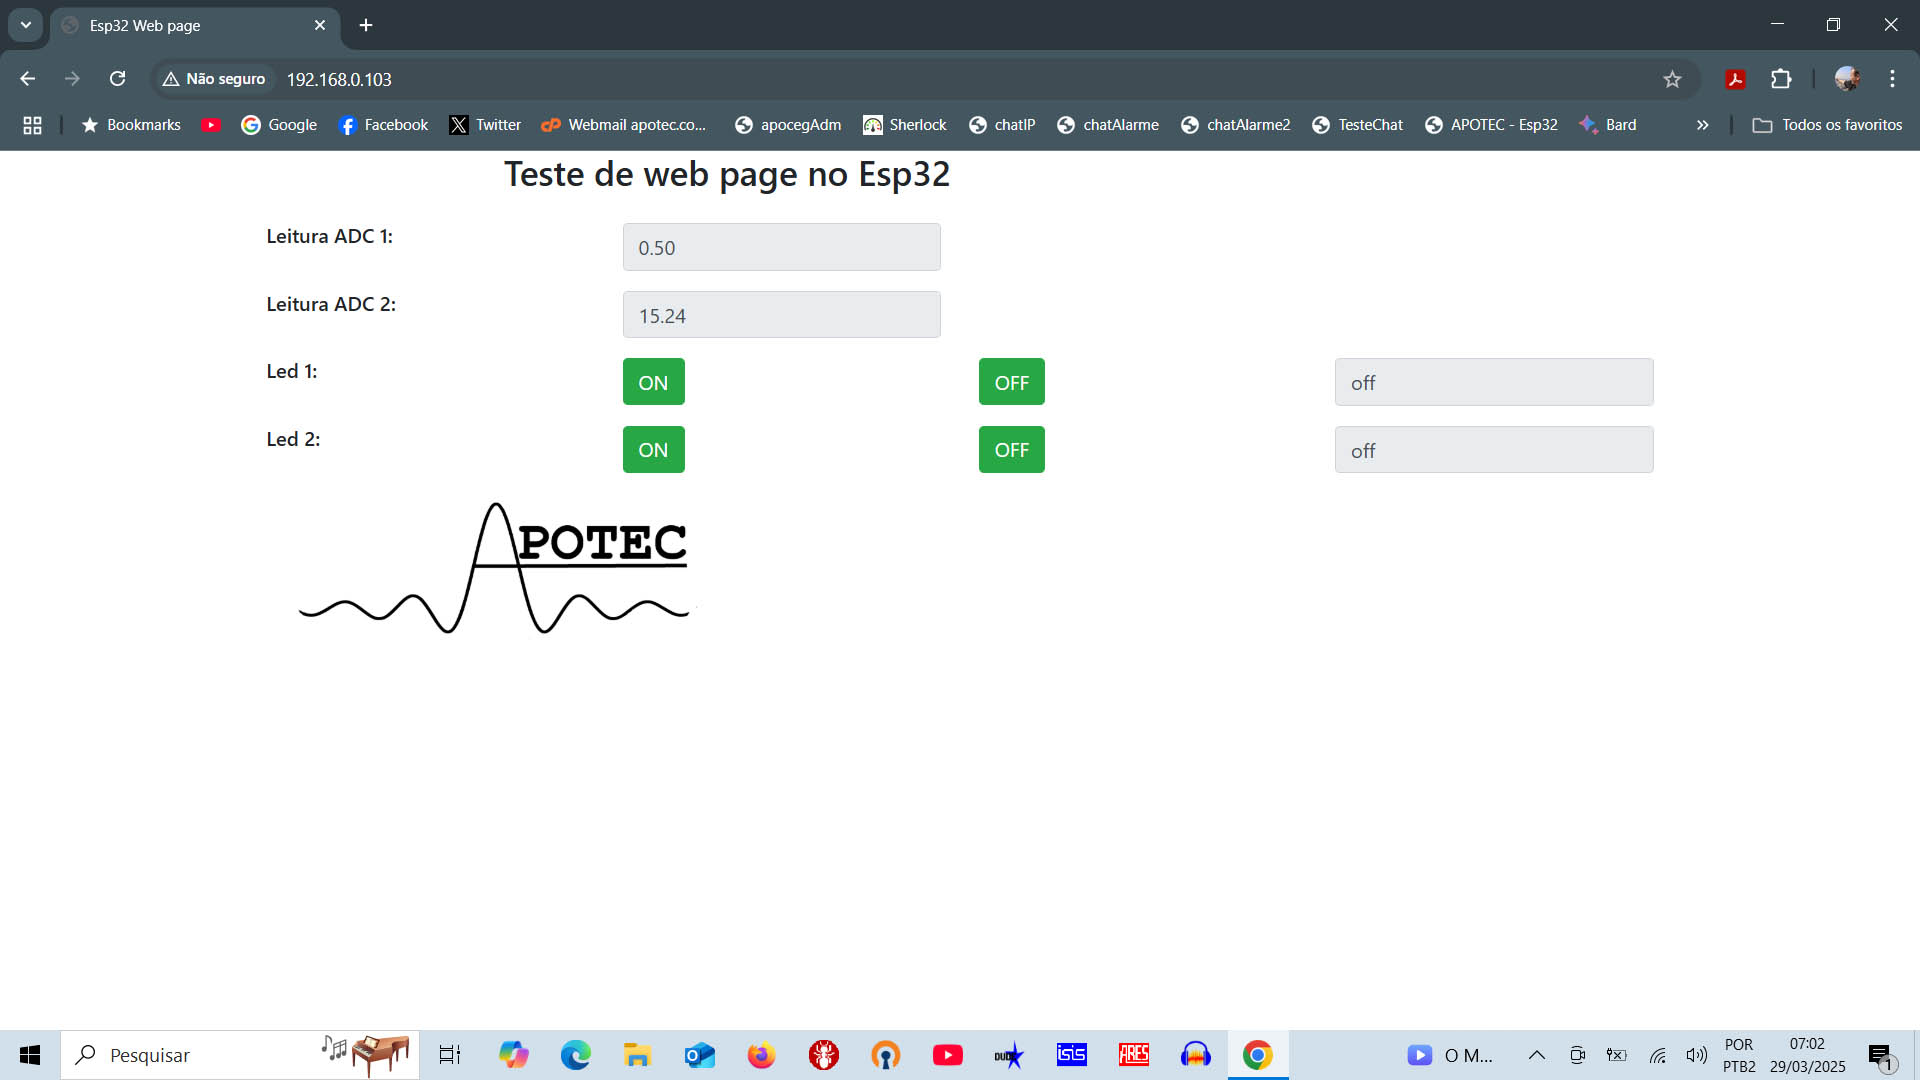 Esp32 Web page
Não seguro 192.168.0.103
Bookmarks Google Facebook Twitter Webmail apotec.co... apocegAdm Sherlock chatIP chatAlarme chatAlarme2 TesteChat APOTEC - Esp32 Bard Todos os favoritos
Teste de web page no Esp32
Leitura ADC 1: 0.50
Leitura ADC 2: 15.24
Led 1: ON OFF off
Led 2: ON OFF off
APOTEC
Pesquisar O M... POR 07:02
PTB2 29/03/2025 1
ISIS ARES